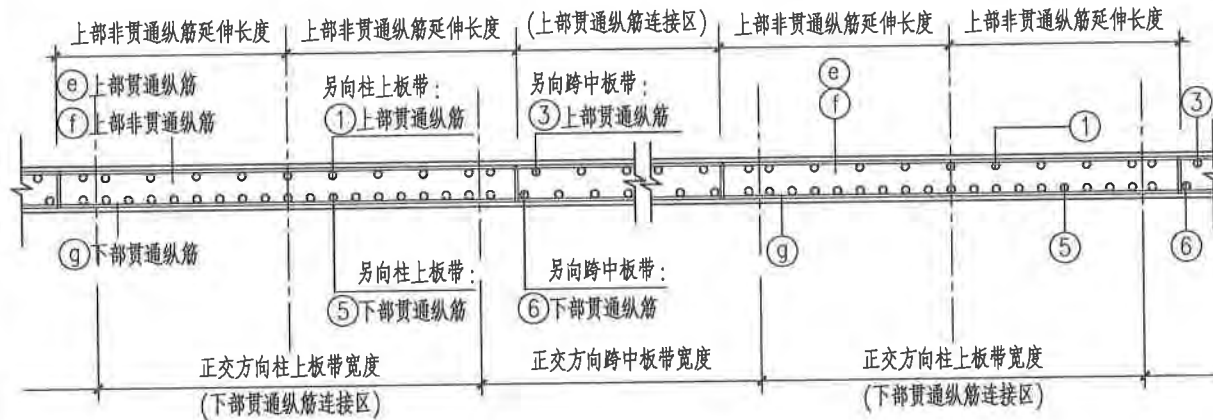 上部非贯通纵筋延伸长度 上部非贯通纵筋延伸长度 (上部贯通纵筋连接区) 上部非贯通纵筋延伸长度 上部非贯通纵筋延伸长度
e 上部贯通纵筋
f 上部非贯通纵筋
另向柱上板带:
1 上部贯通纵筋
另向跨中板带:
3 上部贯通纵筋
e
f
1
3
g 下部贯通纵筋
另向柱上板带:
5 下部贯通纵筋
另向跨中板带:
6 下部贯通纵筋
g
5
6
正交方向柱上板带宽度 正交方向跨中板带宽度 正交方向柱上板带宽度
(下部贯通纵筋连接区) (下部贯通纵筋连接区)